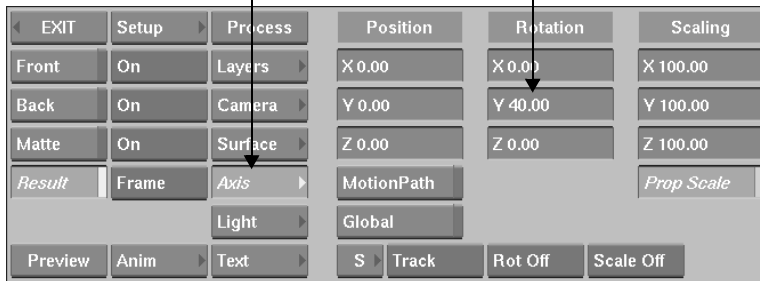 EXIT Setup Process Position Rotation Scaling
Front On Layers X 0.00 X 0.00 X 100.00
Back On Camera Y 0.00 Y 40.00 Y 100.00
Matte On Surface Z 0.00 Z 0.00 Z 100.00
Result Frame Axis MotionPath Prop Scale
Light Global
Preview Anim Text S Track Rot Off Scale Off